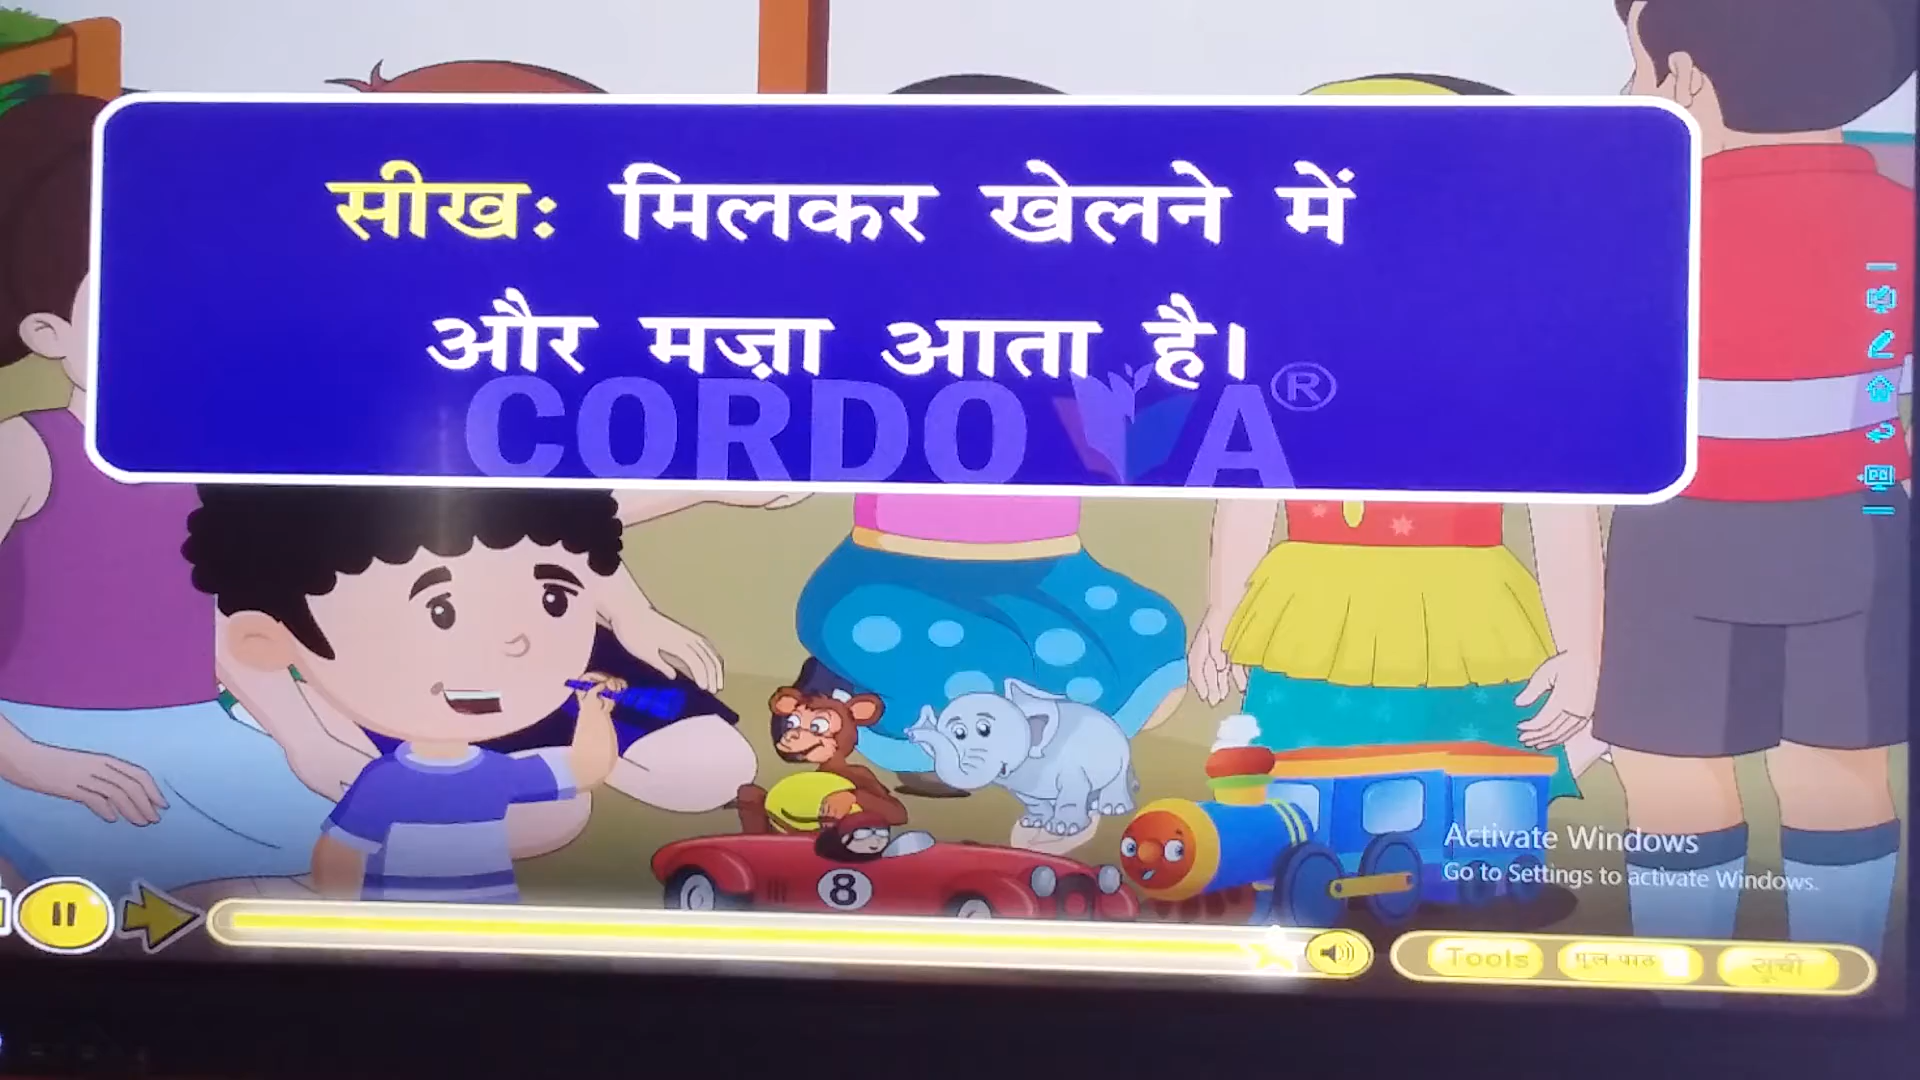 सीख: मिलकर खेलने में
और मज़ा आता है।
CORDOVA®
8
Activate Windows
Go to Settings to activate Windows.
Tools मूल पाठ सूची